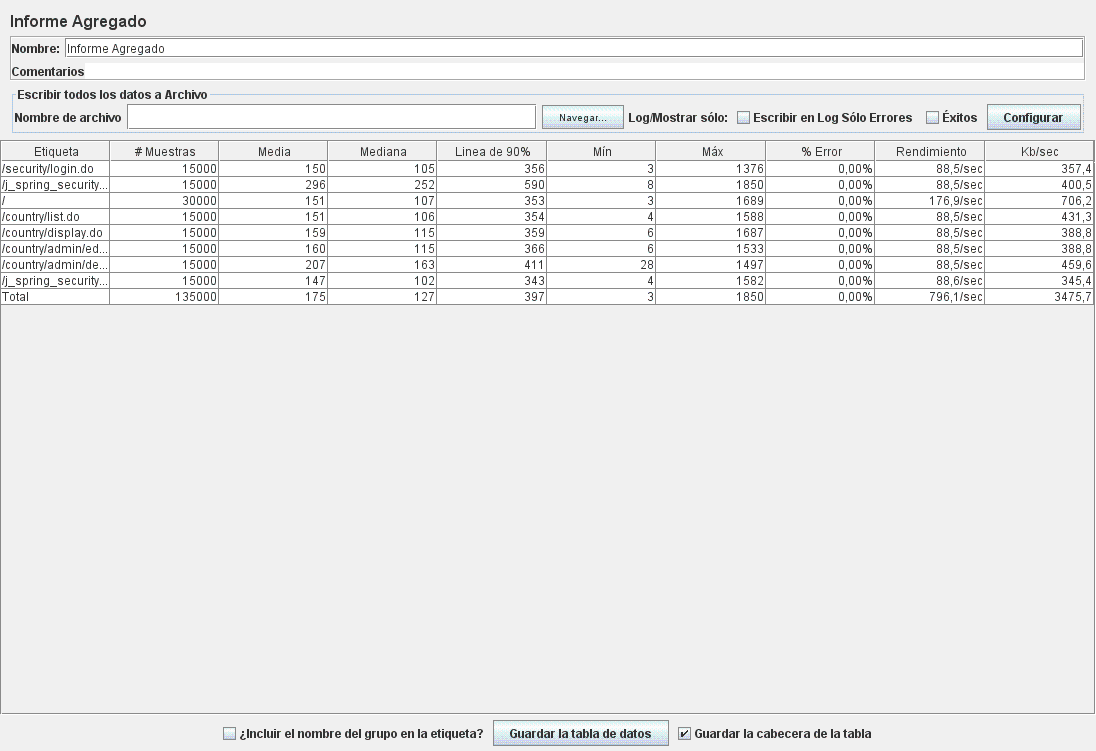 Informe Agregado
Nombre: Informe Agregado
Comentarios
Escribir todos los datos a Archivo
Nombre de archivo Navegar... Log/Mostrar sólo: Escribir en Log Sólo Errores Éxitos Configurar
Etiqueta # Muestras Media Mediana Linea de 90% Mín Máx % Error Rendimiento Kb/sec
/security/login.do 15000 150 105 356 3 1376 0,00% 88,5/sec 357,4
/j_spring_security... 15000 296 252 590 8 1850 0,00% 88,5/sec 400,5
/ 30000 151 107 353 3 1689 0,00% 176,9/sec 706,2
/country/list.do 15000 151 106 354 4 1588 0,00% 88,5/sec 431,3
/country/display.do 15000 159 115 359 6 1687 0,00% 88,5/sec 388,8
/country/admin/ed... 15000 160 115 366 6 1533 0,00% 88,5/sec 388,8
/country/admin/de... 15000 207 163 411 28 1497 0,00% 88,5/sec 459,6
/j_spring_security... 15000 147 102 343 4 1582 0,00% 88,6/sec 345,4
Total 135000 175 127 397 3 1850 0,00% 796,1/sec 3475,7
¿Incluir el nombre del grupo en la etiqueta? Guardar la tabla de datos Guardar la cabecera de la tabla